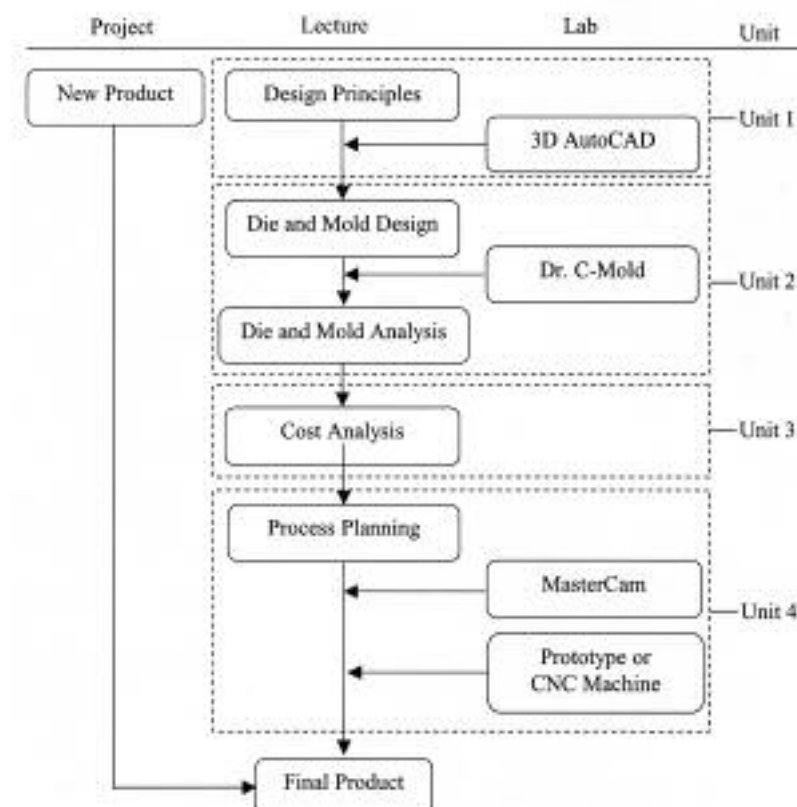 Project Lecture Lab Unit
New Product
Design Principles
Unit 1
3D AutoCAD
Die and Mold Design
Dr. C-Mold
Unit 2
Die and Mold Analysis
Cost Analysis
Unit 3
Process Planning
MasterCam
Unit 4
Prototype or
CNC Machine
Final Product